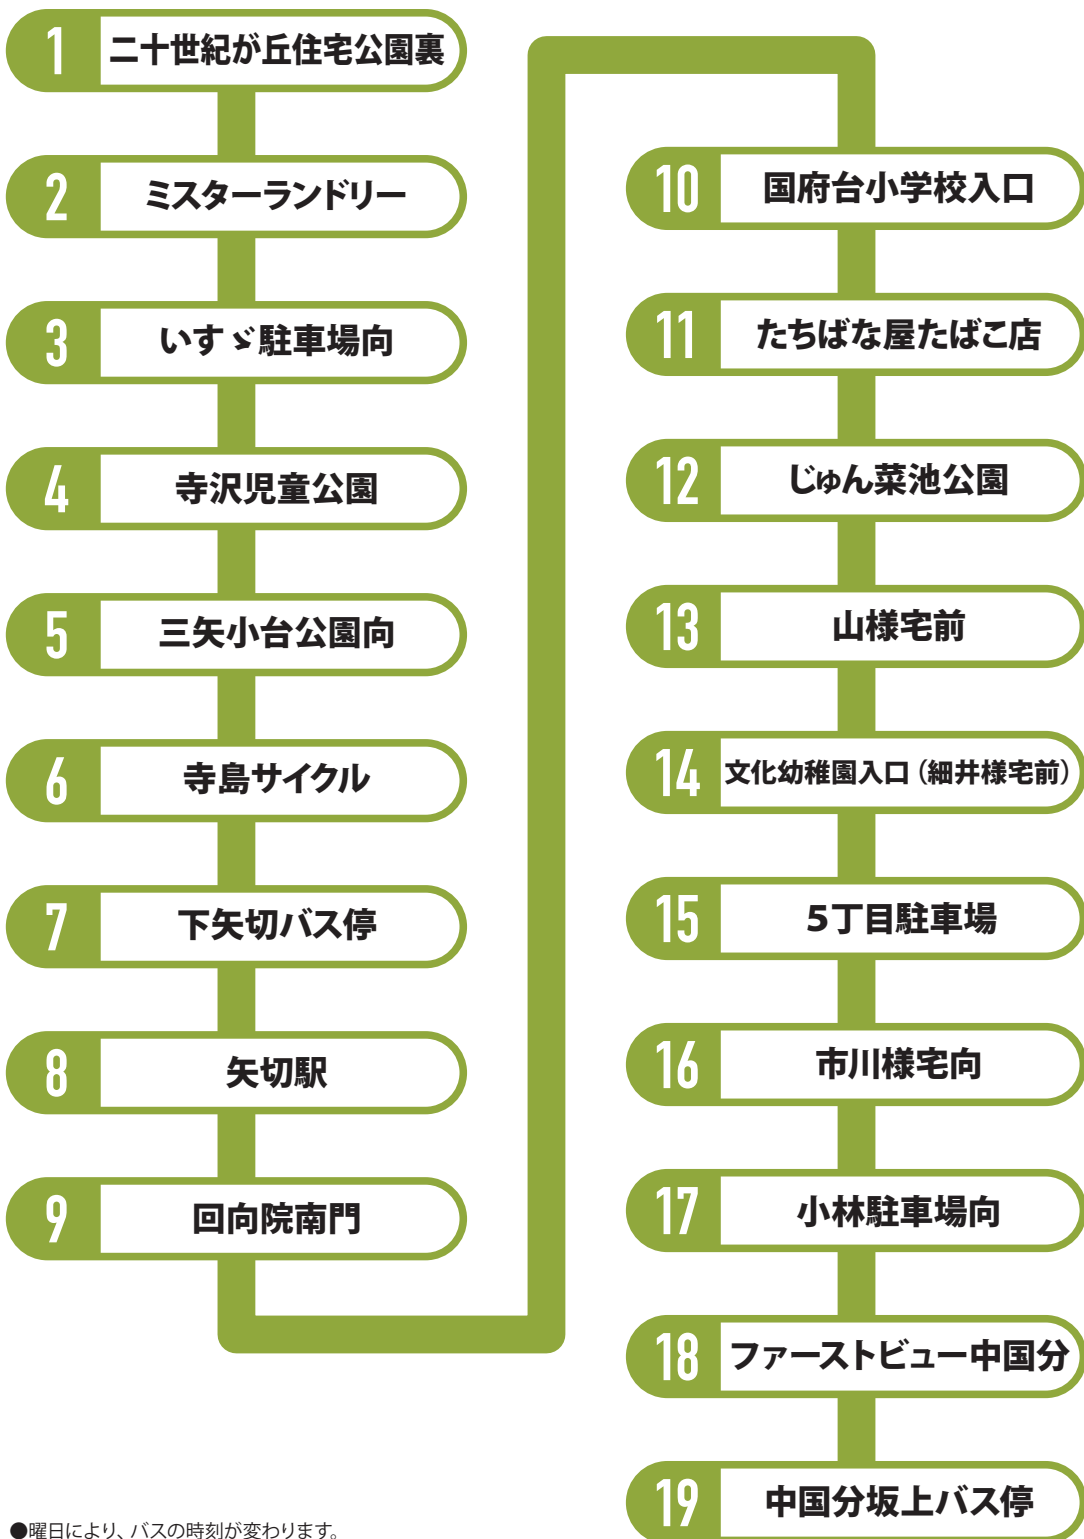 1 二十世紀が丘住宅公園裏
2 ミスターランドリー
3 いすゞ駐車場向
4 寺沢児童公園
5 三矢小台公園向
6 寺島サイクル
7 下矢切バス停
8 矢切駅
9 回向院南門
10 国府台小学校入口
11 たちばな屋たばこ店
12 じゅん菜池公園
13 山様宅前
14 文化幼稚園入口（細井様宅前）
15 5丁目駐車場
16 市川様宅向
17 小林駐車場向
18 ファーストビュー中国分
19 中国分坂上バス停
●曜日により、バスの時刻が変わります。